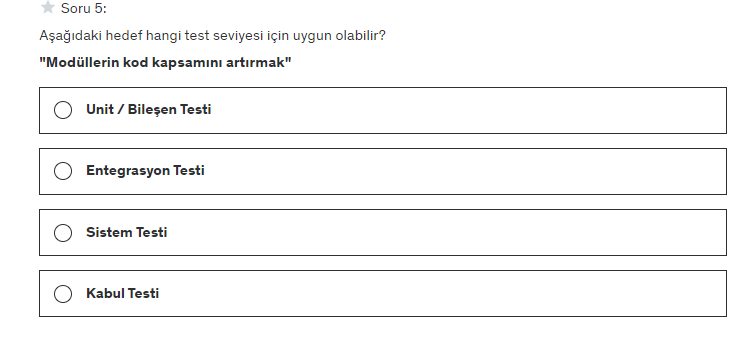 Soru 5:
Aşağıdaki hedef hangi test seviyesi için uygun olabilir?
"Modüllerin kod kapsamını artırmak"
Unit / Bileşen Testi
Entegrasyon Testi
Sistem Testi
Kabul Testi